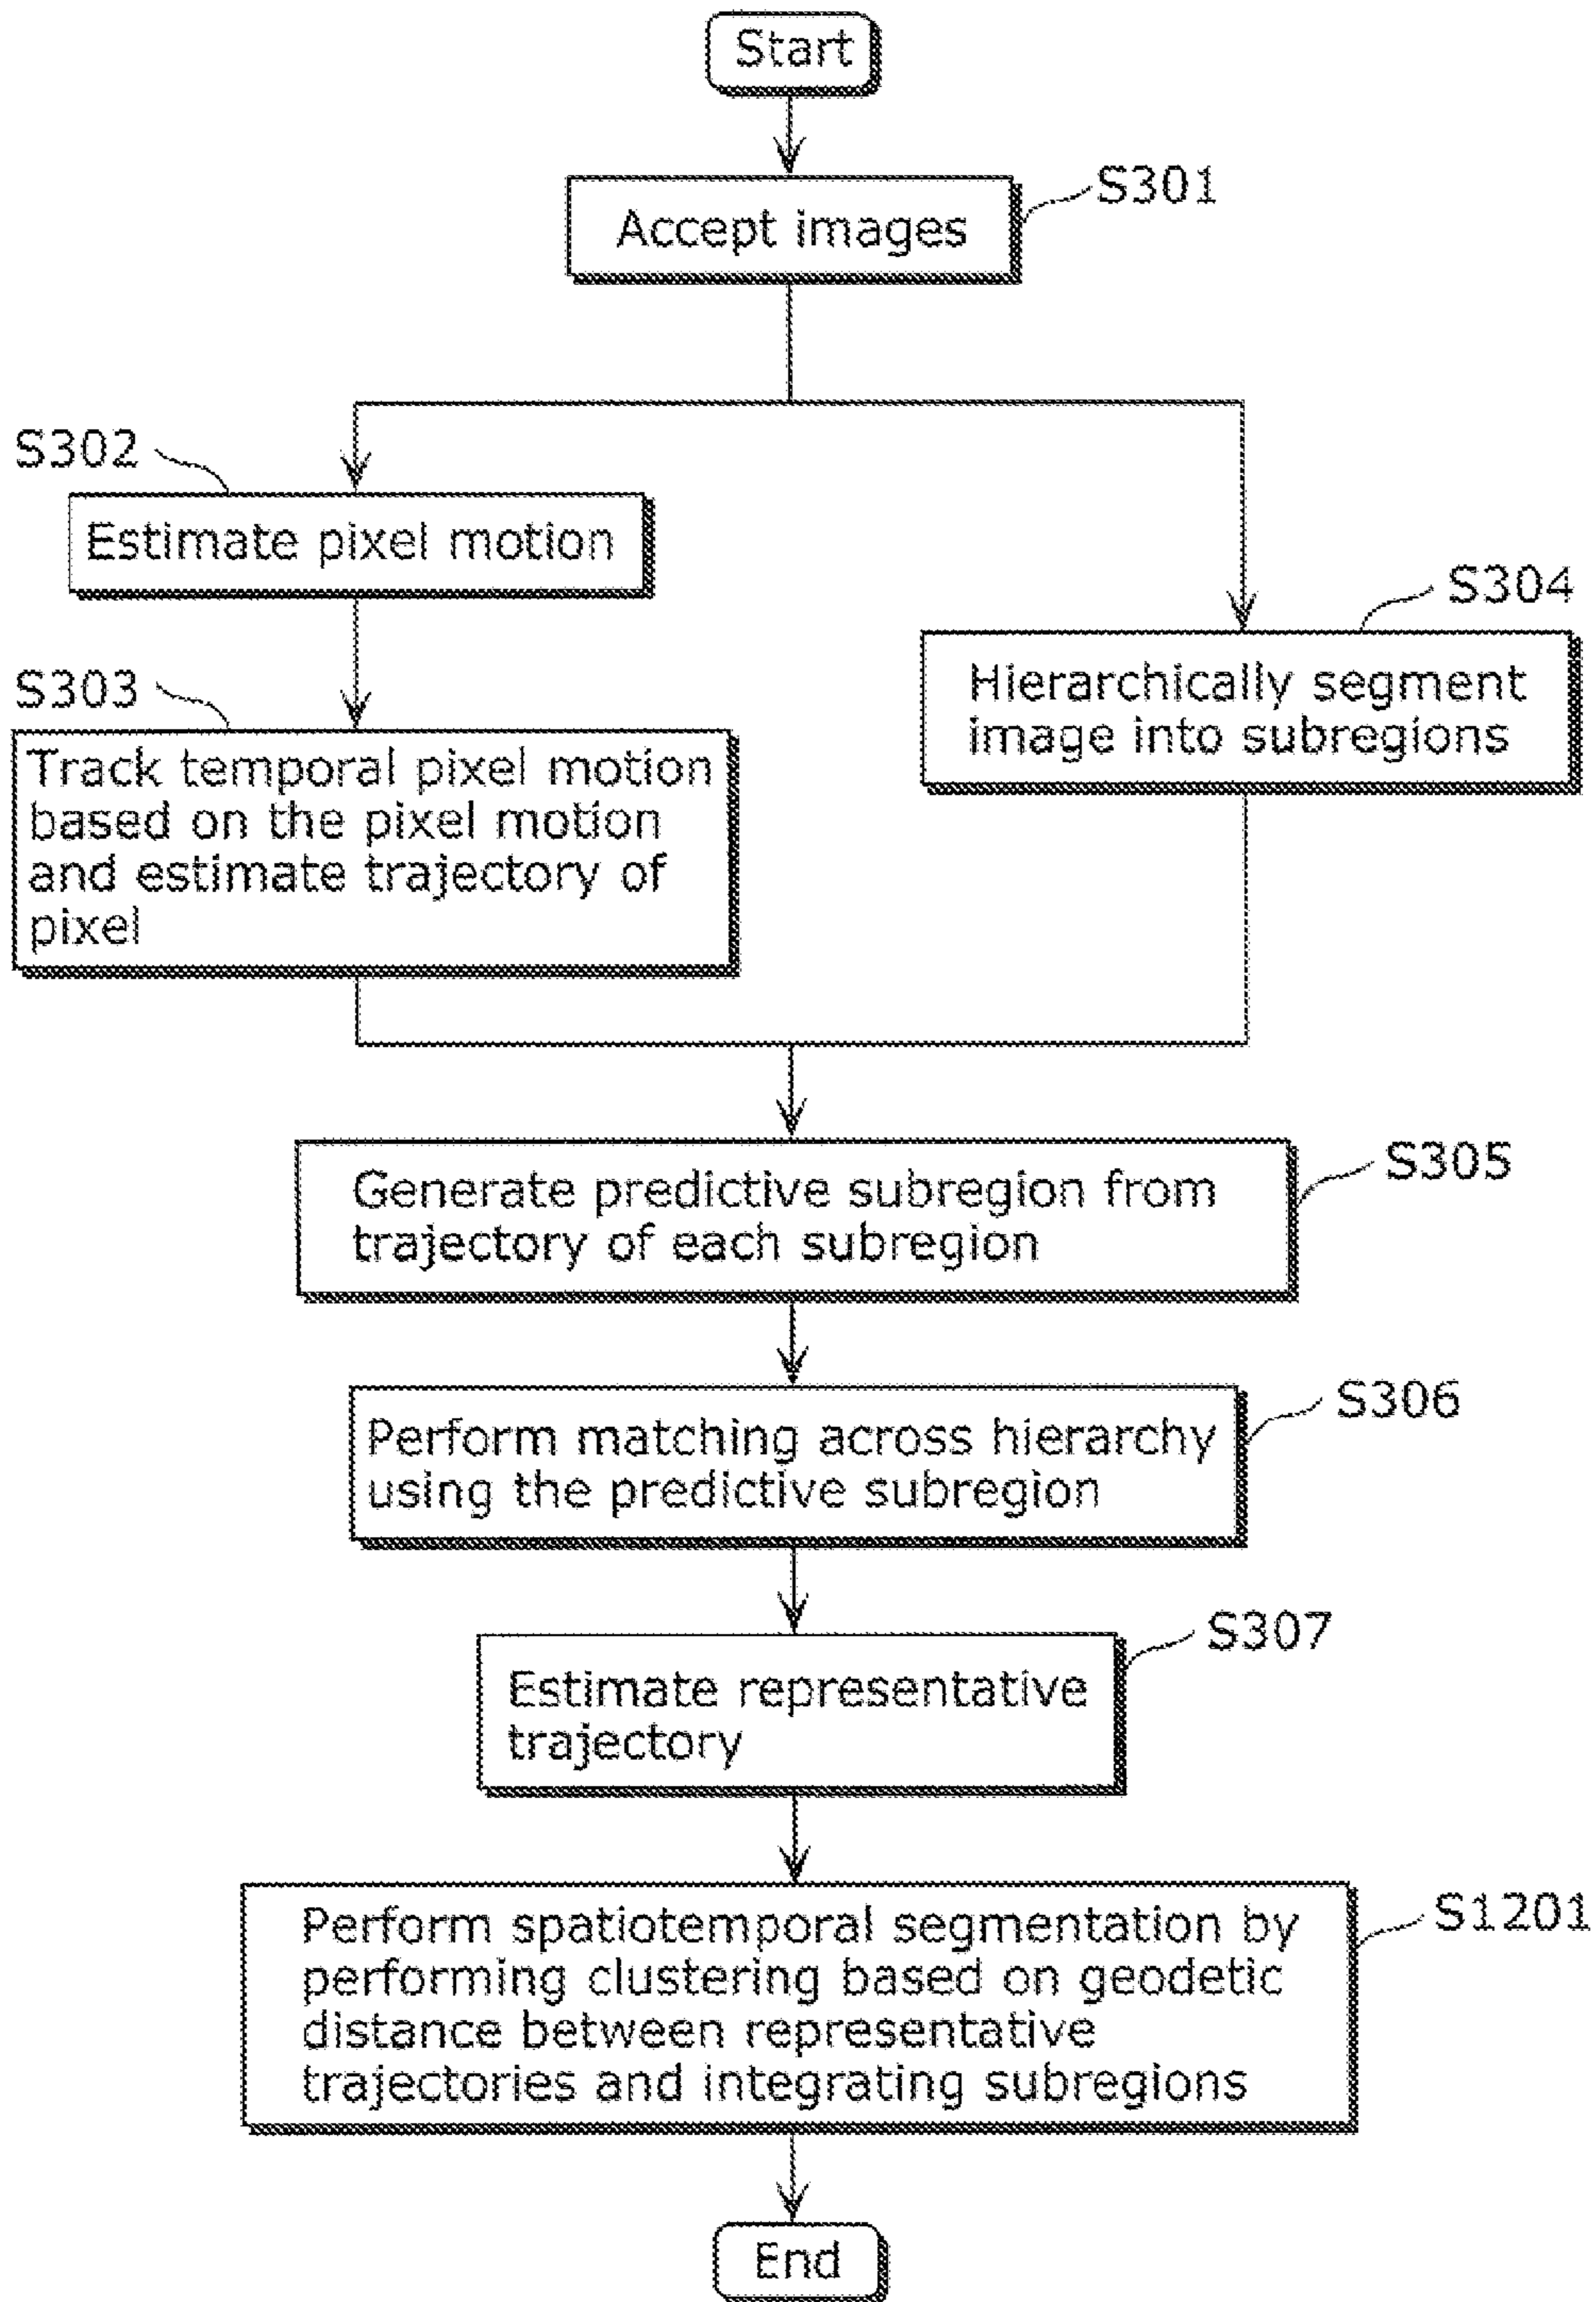 Start
S301
Accept images
S302
Estimate pixel motion
S304
Hierarchically segment
image into subregions
S303
Track temporal pixel motion
based on the pixel motion
and estimate trajectory of
pixel
S305
Generate predictive subregion from
trajectory of each subregion
S306
Perform matching across hierarchy
using the predictive subregion
S307
Estimate representative
trajectory
S1201
Perform spatiotemporal segmentation by
performing clustering based on geodetic
distance between representative
trajectories and integrating subregions
End